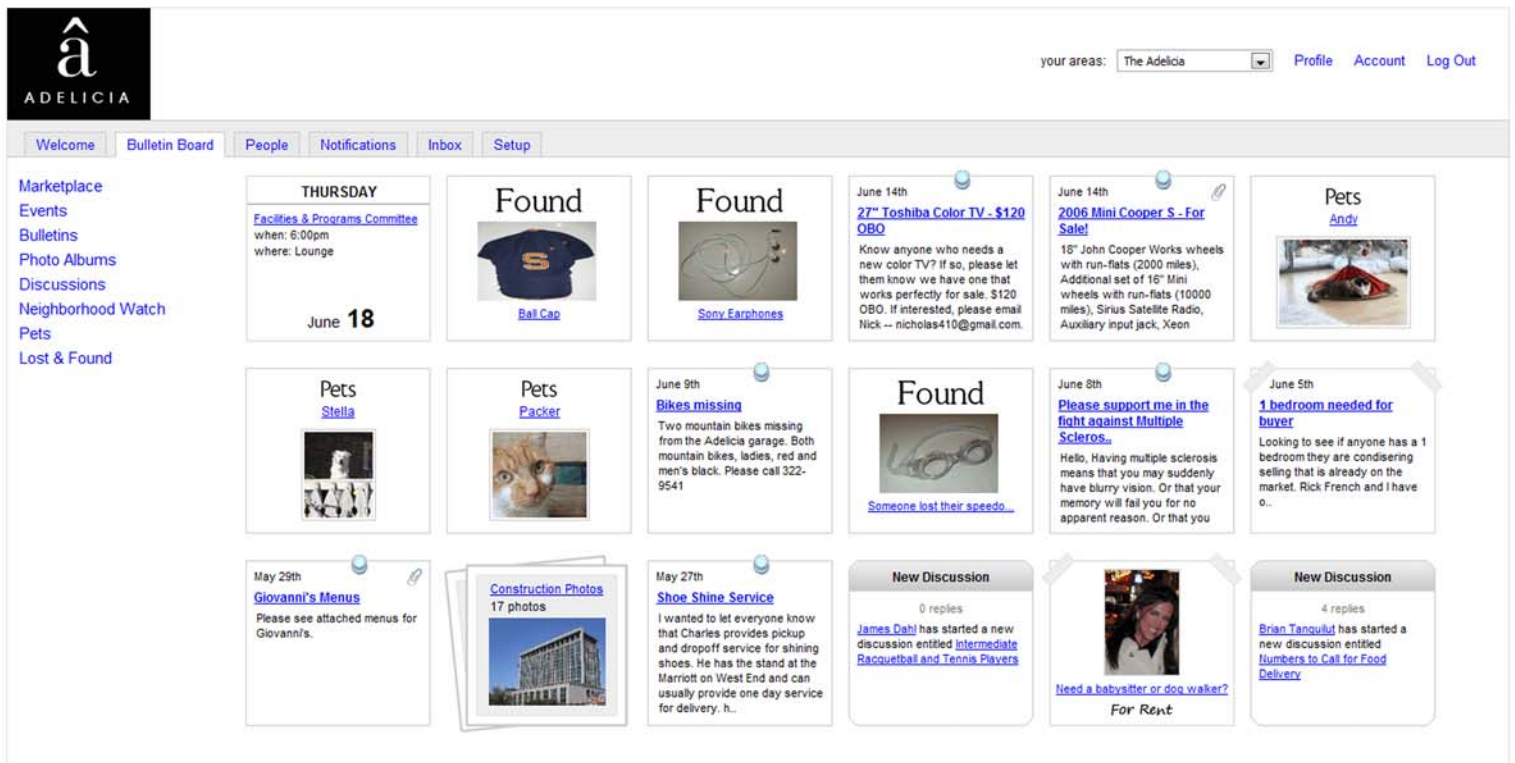 â
ADELICIA
your areas: The Adelicia Profile Account Log Out
Welcome Bulletin Board People Notifications Inbox Setup
Marketplace
Events
Bulletins
Photo Albums
Discussions
Neighborhood Watch
Pets
Lost & Found
THURSDAY
Facilities & Programs Committee
when: 6:00pm
where: Lounge
June 18
Found
S
Ball Cap
Found
Sony Earphones
June 14th
27" Toshiba Color TV - $120
OBO
Know anyone who needs a
new color TV? If so, please let
them know we have one that
works perfectly for sale. $120
OBO. If interested, please email
Nick -- nicholas410@gmail.com.
June 14th
2006 Mini Cooper S - For
Sale!
18" John Cooper Works wheels
with run-flats (2000 miles),
Additional set of 16" Mini
wheels with run-flats (10000
miles), Sirius Satellite Radio,
Auxiliary input jack, Xeon
Pets
Andy
Pets
Stella
Pets
Packer
June 9th
Bikes missing
Two mountain bikes missing
from the Adelicia garage. Both
mountain bikes, ladies, red and
men's black. Please call 322-
9541
Found
Someone lost their speedo...
June 8th
Please support me in the
fight against Multiple
Scleros..
Hello, Having multiple sclerosis
means that you may suddenly
have blurry vision. Or that your
memory will fail you for no
apparent reason. Or that you
June 5th
1 bedroom needed for
buyer
Looking to see if anyone has a 1
bedroom they are condisering
selling that is already on the
market. Rick French and I have
o..
May 29th
Giovanni's Menus
Please see attached menus for
Giovanni's.
Construction Photos
17 photos
May 27th
Shoe Shine Service
I wanted to let everyone know
that Charles provides pickup
and dropoff service for shining
shoes. He has the stand at the
Marriott on West End and can
usually provide one day service
for delivery. h..
New Discussion
0 replies
James Dahl has started a new
discussion entitled Intermediate
Racquetball and Tennis Players
Need a babysitter or dog walker?
For Rent
New Discussion
4 replies
Brian Tanquilut has started a
new discussion entitled
Numbers to Call for Food
Delivery